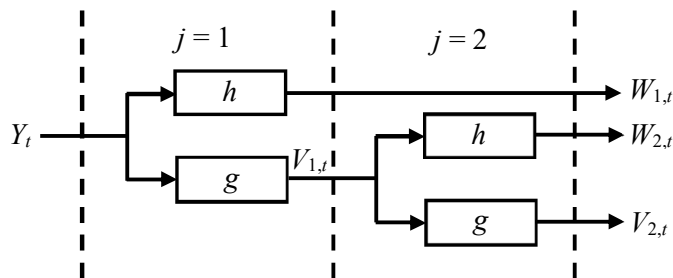 j = 1
j = 2
h
W1,t
Yt
V1,t
h
W2,t
g
g
V2,t